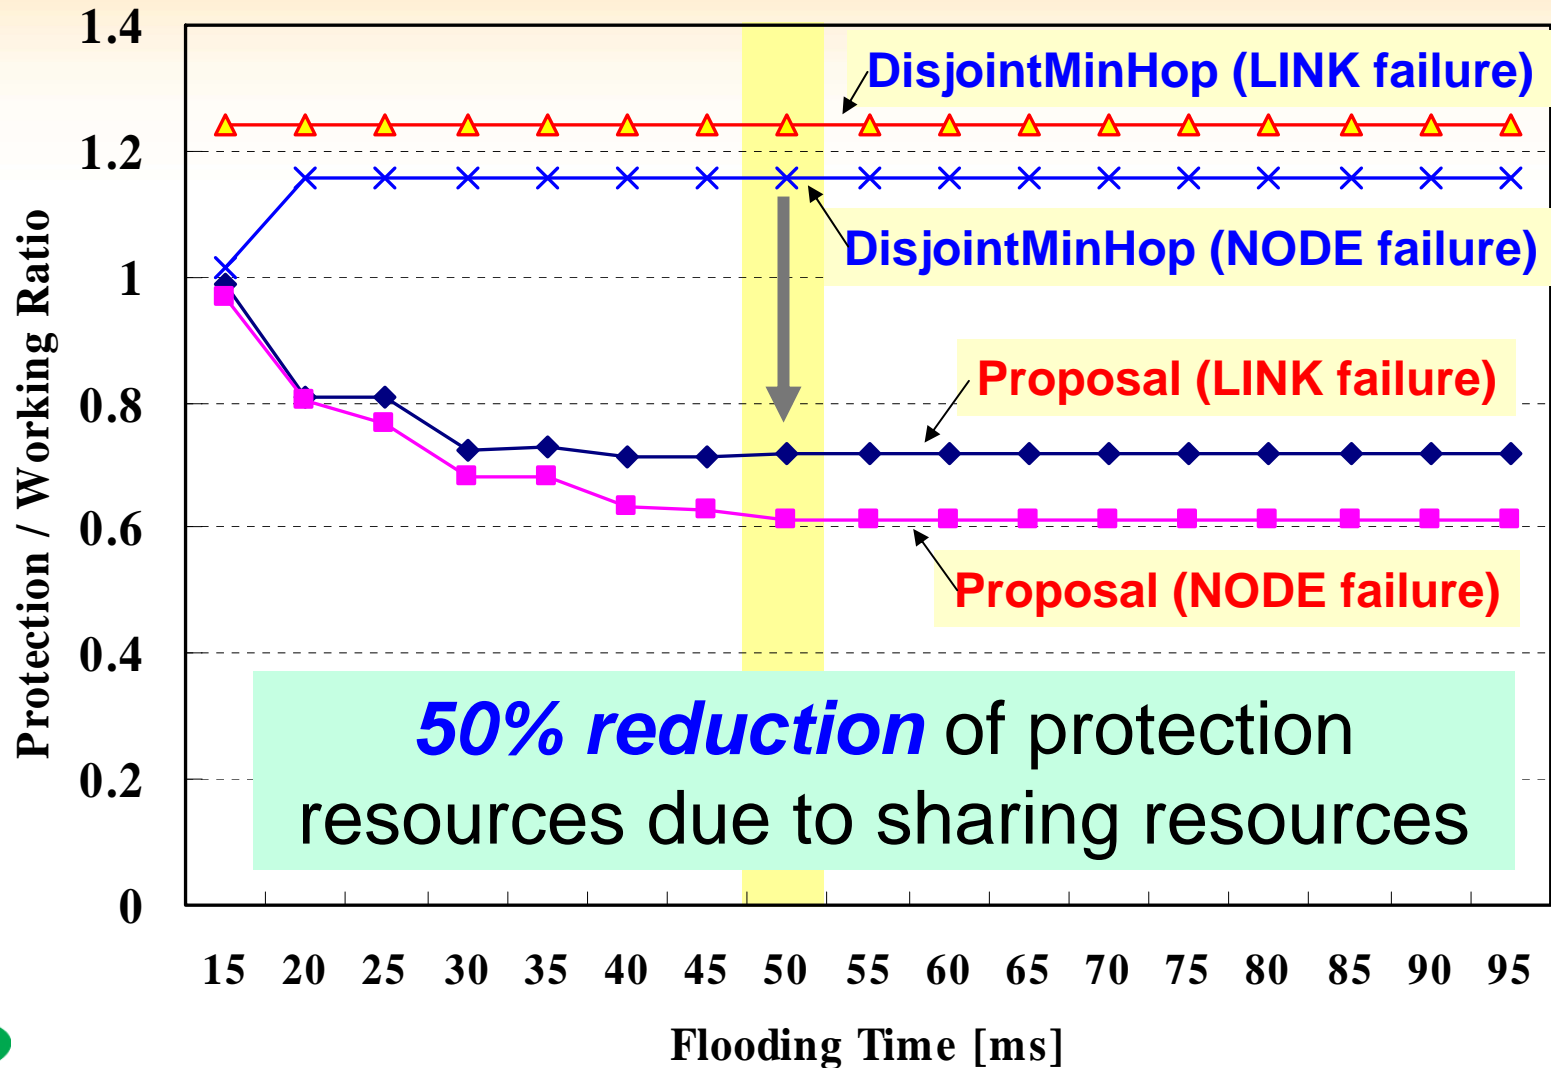 1.4
1.2
1
0.8
0.6
0.4
0.2
0
Protection / Working Ratio
DisjointMinHop (LINK failure)
DisjointMinHop (NODE failure)
Proposal (LINK failure)
Proposal (NODE failure)
50% reduction of protection
resources due to sharing resources
15 20 25 30 35 40 45 50 55 60 65 70 75 80 85 90 95
Flooding Time [ms]